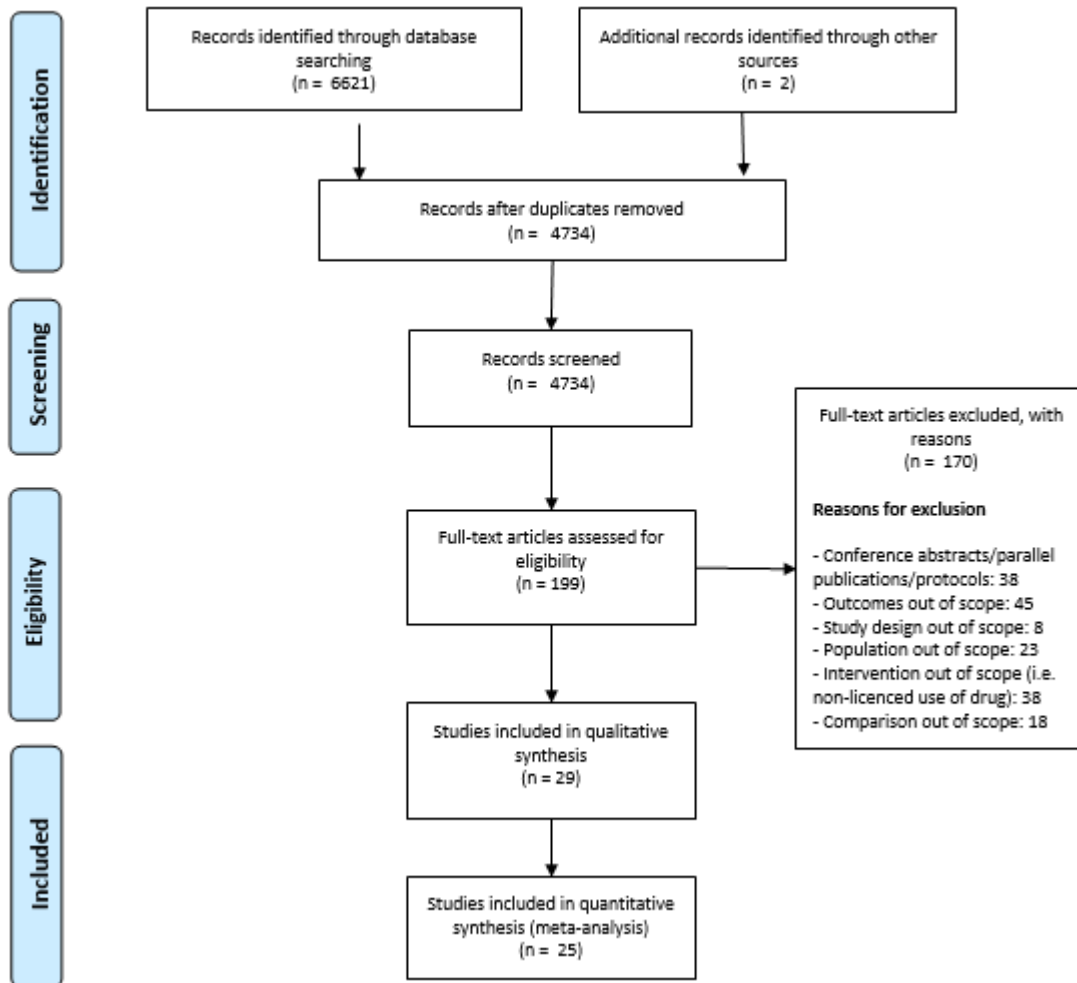 Records identified through database
searching
(n = 6621)
Additional records identified through other
sources
(n = 2)
Identification
Records after duplicates removed
(n = 4734)
Screening
Records screened
(n = 4734)
Full-text articles excluded, with
reasons
(n = 170)
Reasons for exclusion
- Conference abstracts/parallel
publications/protocols: 38
- Outcomes out of scope: 45
- Study design out of scope: 8
- Population out of scope: 23
- Intervention out of scope (i.e.
non-licenced use of drug): 38
- Comparison out of scope: 18
Eligibility
Full-text articles assessed for
eligibility
(n = 199)
Studies included in qualitative
synthesis
(n = 29)
Included
Studies included in quantitative
synthesis (meta-analysis)
(n = 25)